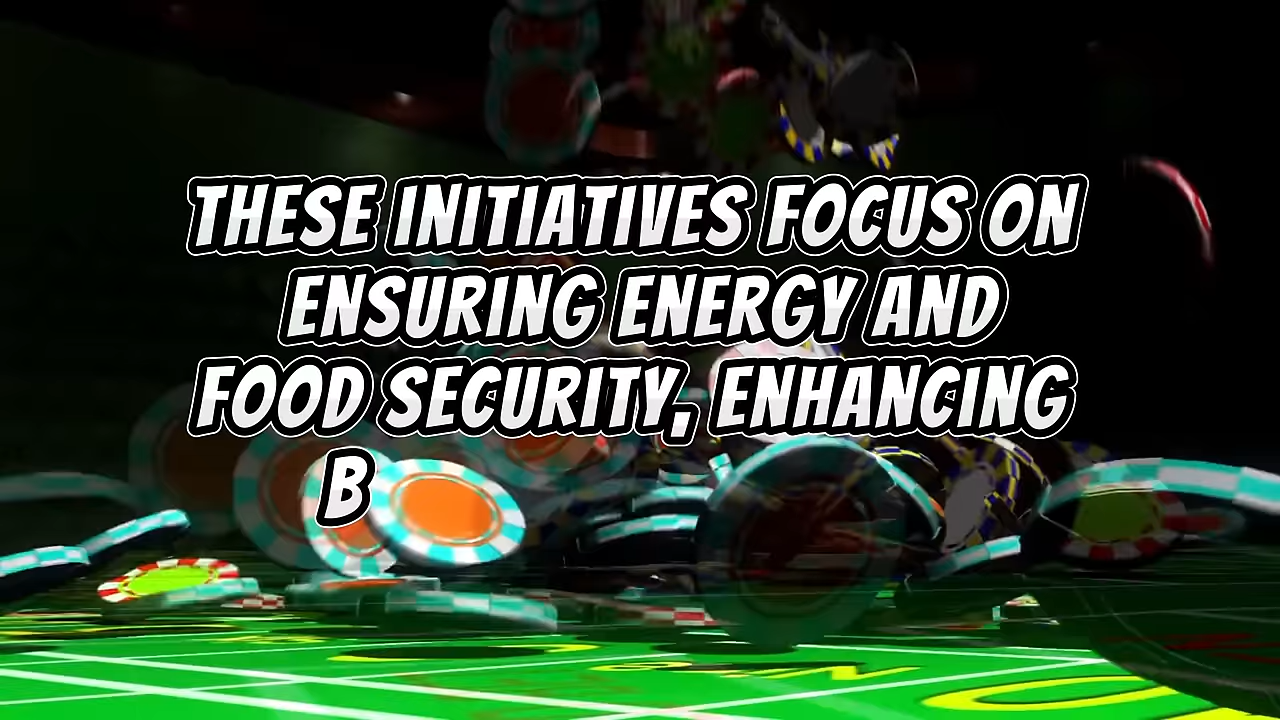 THESE INITIATIVES FOCUS ON
ENSURING ENERGY AND
FOOD SECURITY, ENHANCING
B